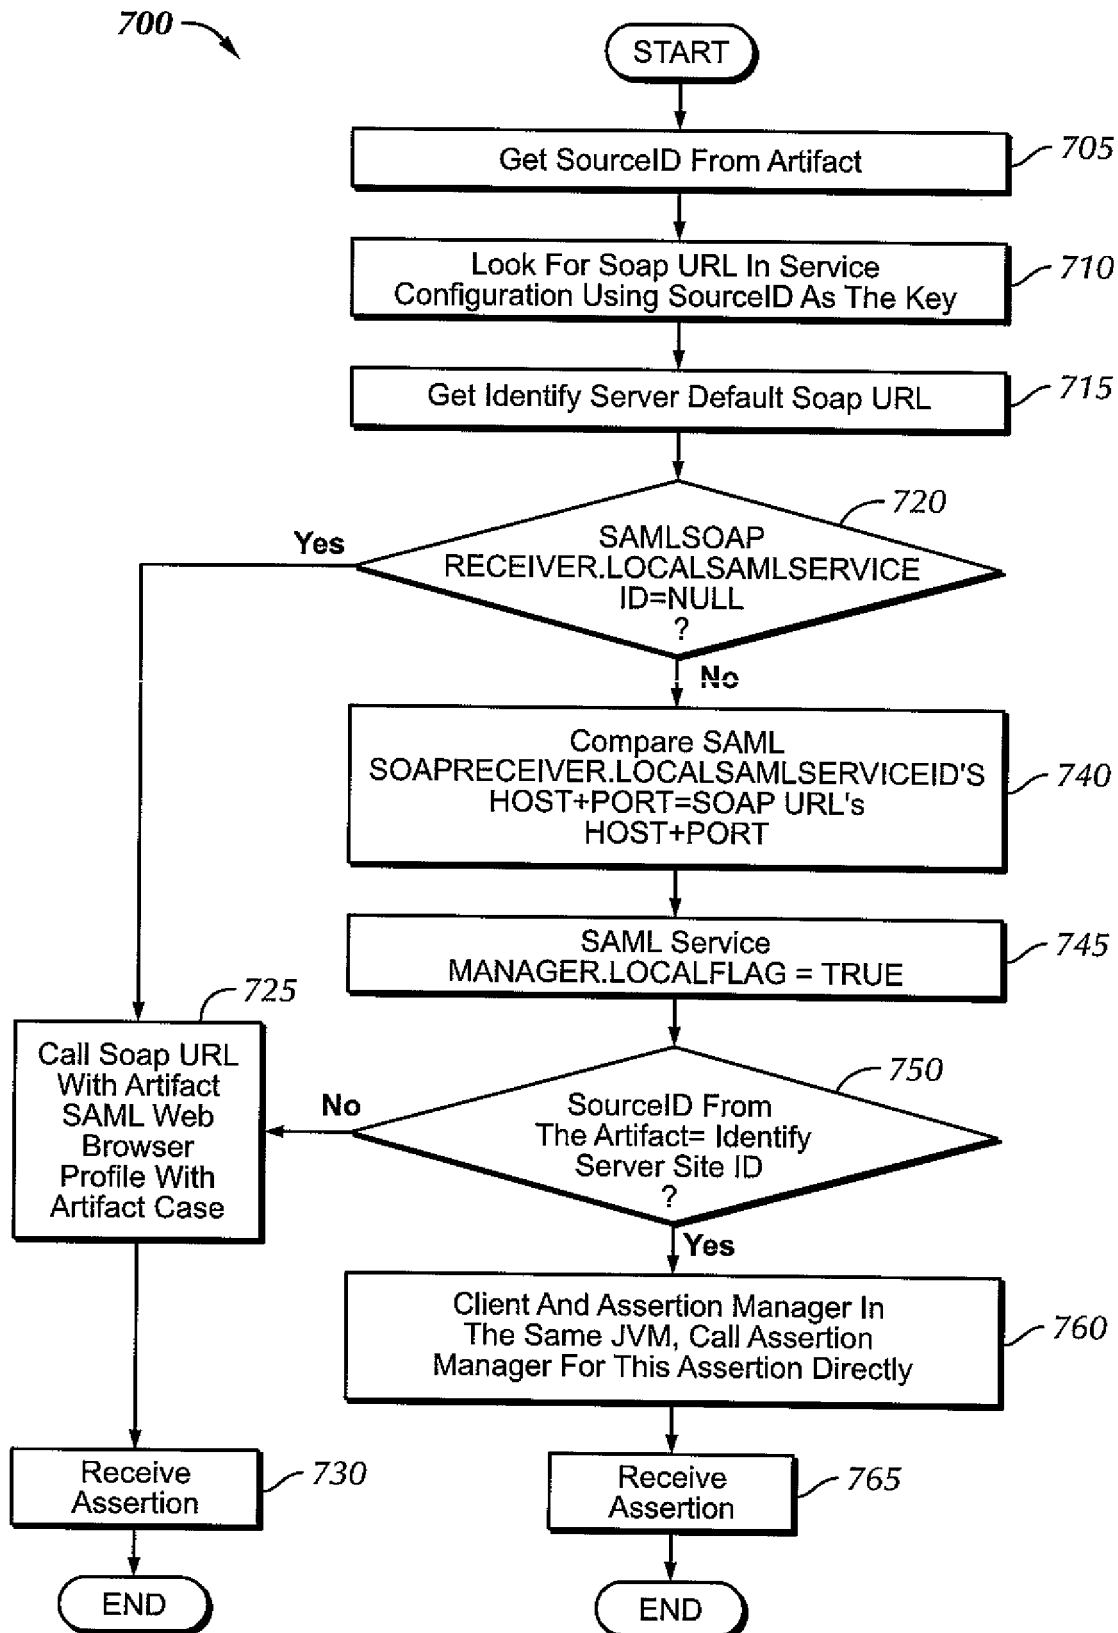 700
START
Get SourceID From Artifact
705
Look For Soap URL In Service
Configuration Using SourceID As The Key
710
Get Identify Server Default Soap URL
715
720
SAMLSOAP
RECEIVER.LOCALSAMLSERVICE
ID=NULL
?
Yes
No
Compare SAML
SOAPRECEIVER.LOCALSAMLSERVICEID'S
HOST+PORT=SOAP URL's
HOST+PORT
740
SAML Service
MANAGER.LOCALFLAG = TRUE
745
725
Call Soap URL
With Artifact
SAML Web
Browser
Profile With
Artifact Case
No
750
SourceID From
The Artifact= Identify
Server Site ID
?
Yes
Client And Assertion Manager In
The Same JVM, Call Assertion
Manager For This Assertion Directly
760
Receive
Assertion
730
Receive
Assertion
765
END
END